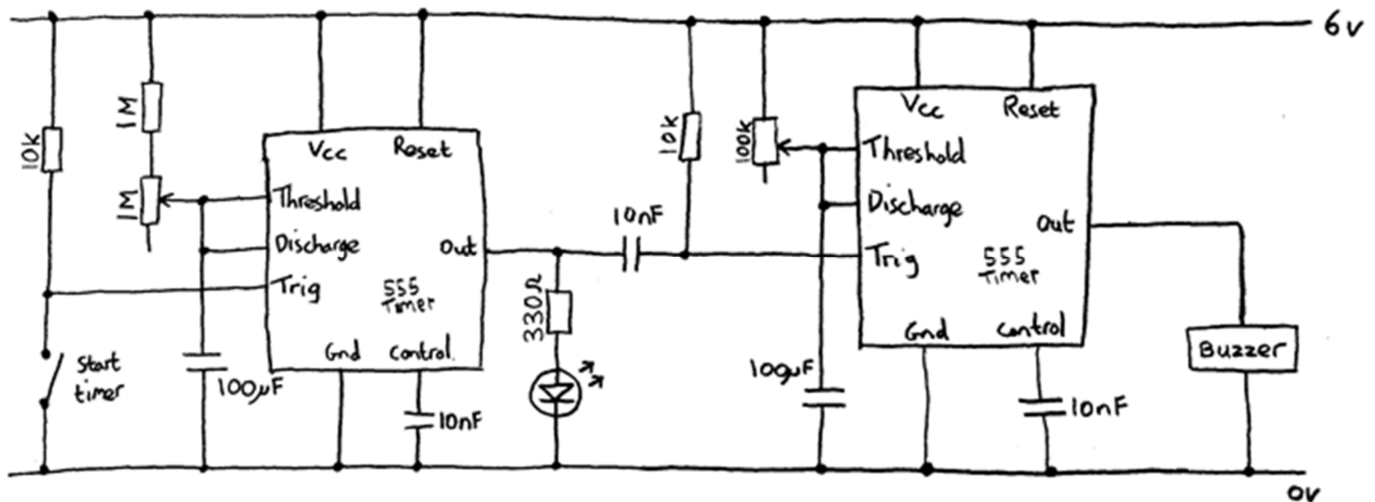 6v
10k
1M
1M
Vcc Reset
Threshold
Discharge
Trig
Out
555
Timer
Gnd Control
Start
timer
100µF
10nF
330Ω
10nF
10k
100k
Vcc Reset
Threshold
Discharge
Trig
Out
555
Timer
Gnd Control
100µF
10nF
Buzzer
0v